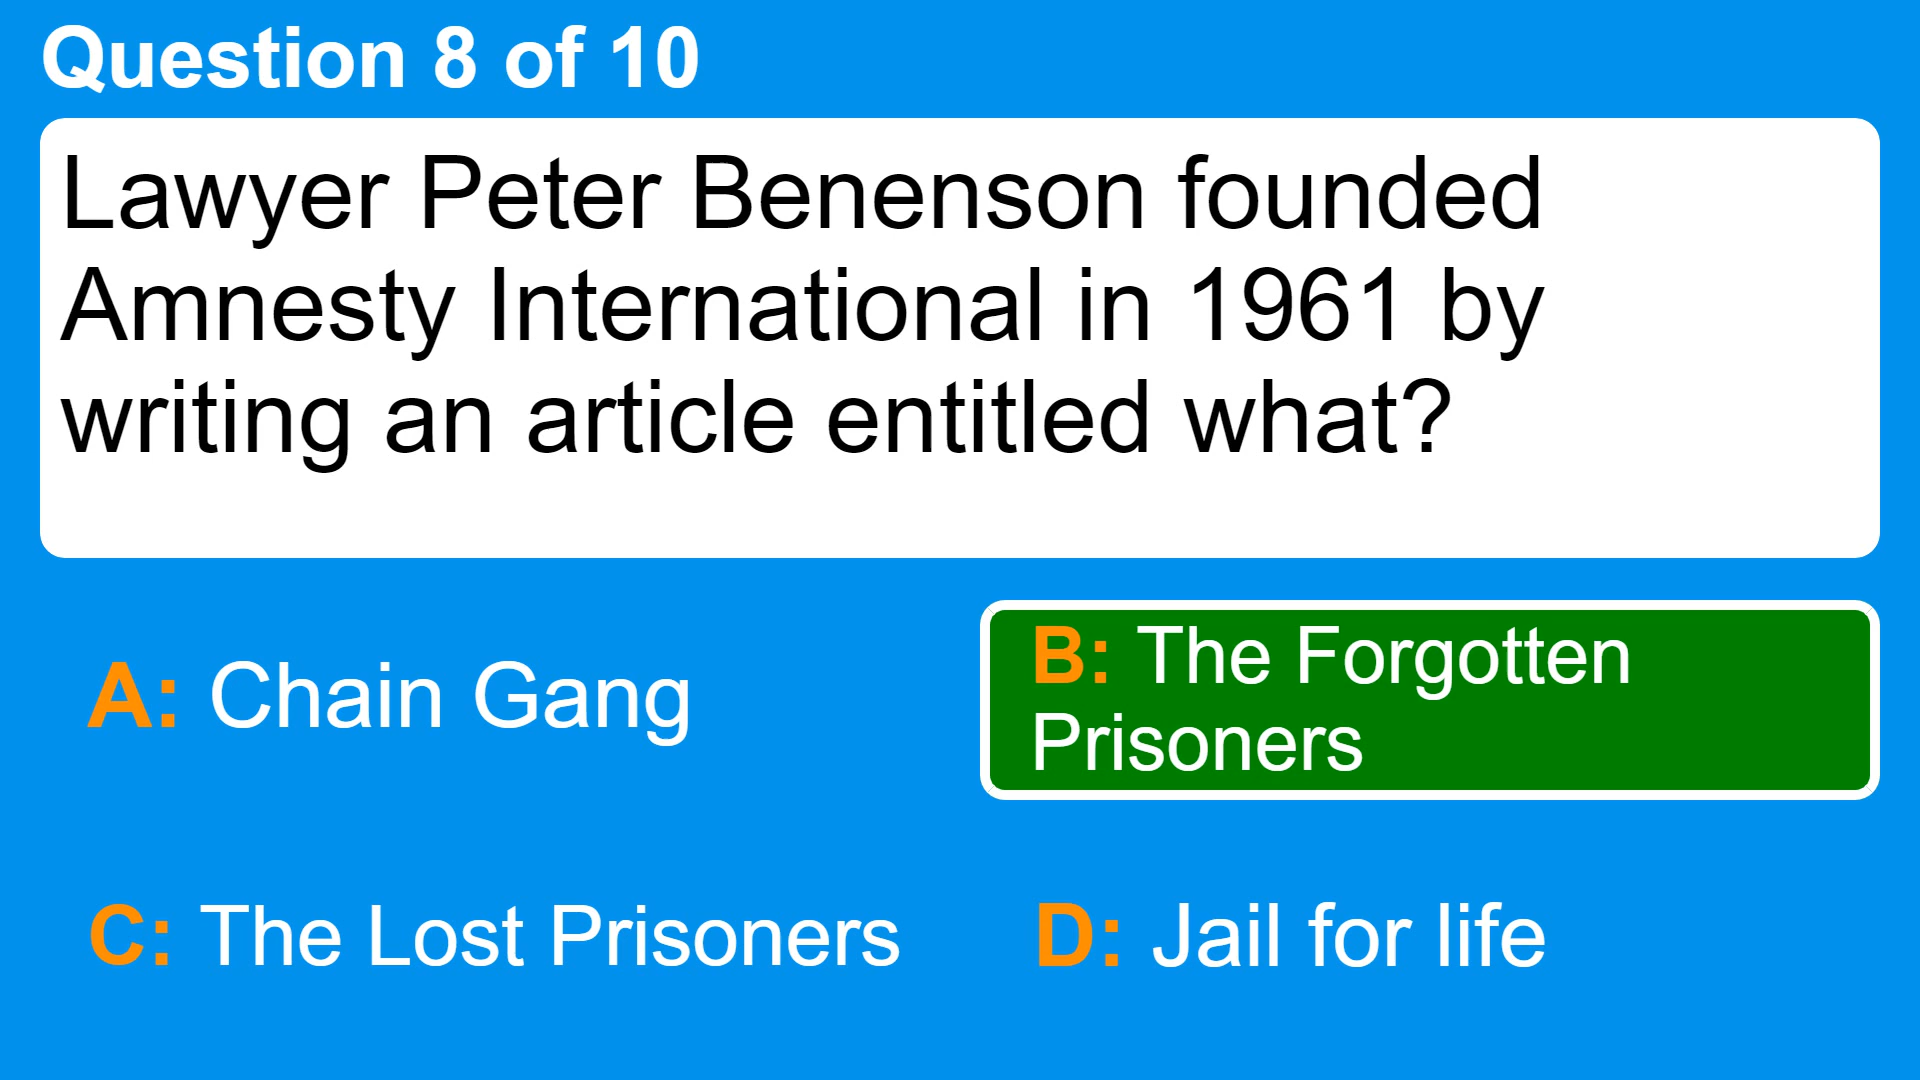 Question 8 of 10
Lawyer Peter Benenson founded
Amnesty International in 1961 by
writing an article entitled what?
A: Chain Gang
B: The Forgotten
Prisoners
C: The Lost Prisoners
D: Jail for life